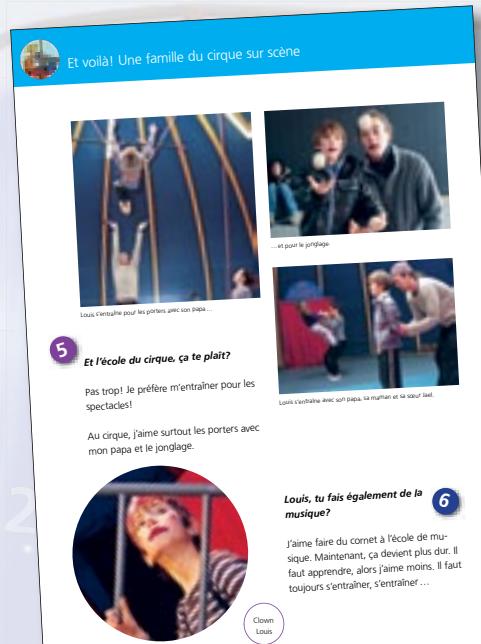 Et voilà! Une famille du cirque sur scène
Louis s'entraîne pour les porters avec son papa ...
... et pour le jonglage.
Louis s'entraîne avec son papa, sa maman et sa sœur Jael.
5
Et l'école du cirque, ça te plaît?
Pas trop! Je préfère m'entraîner pour les
spectacles!
Au cirque, j'aime surtout les porters avec
mon papa et le jonglage.
Louis, tu fais également de la
musique?
6
J'aime faire du cornet à l'école de mu-
sique. Maintenant, ça devient plus dur. Il
faut apprendre, alors j'aime moins. Il faut
toujours s'entraîner, s'entraîner ...
Clown
Louis
2